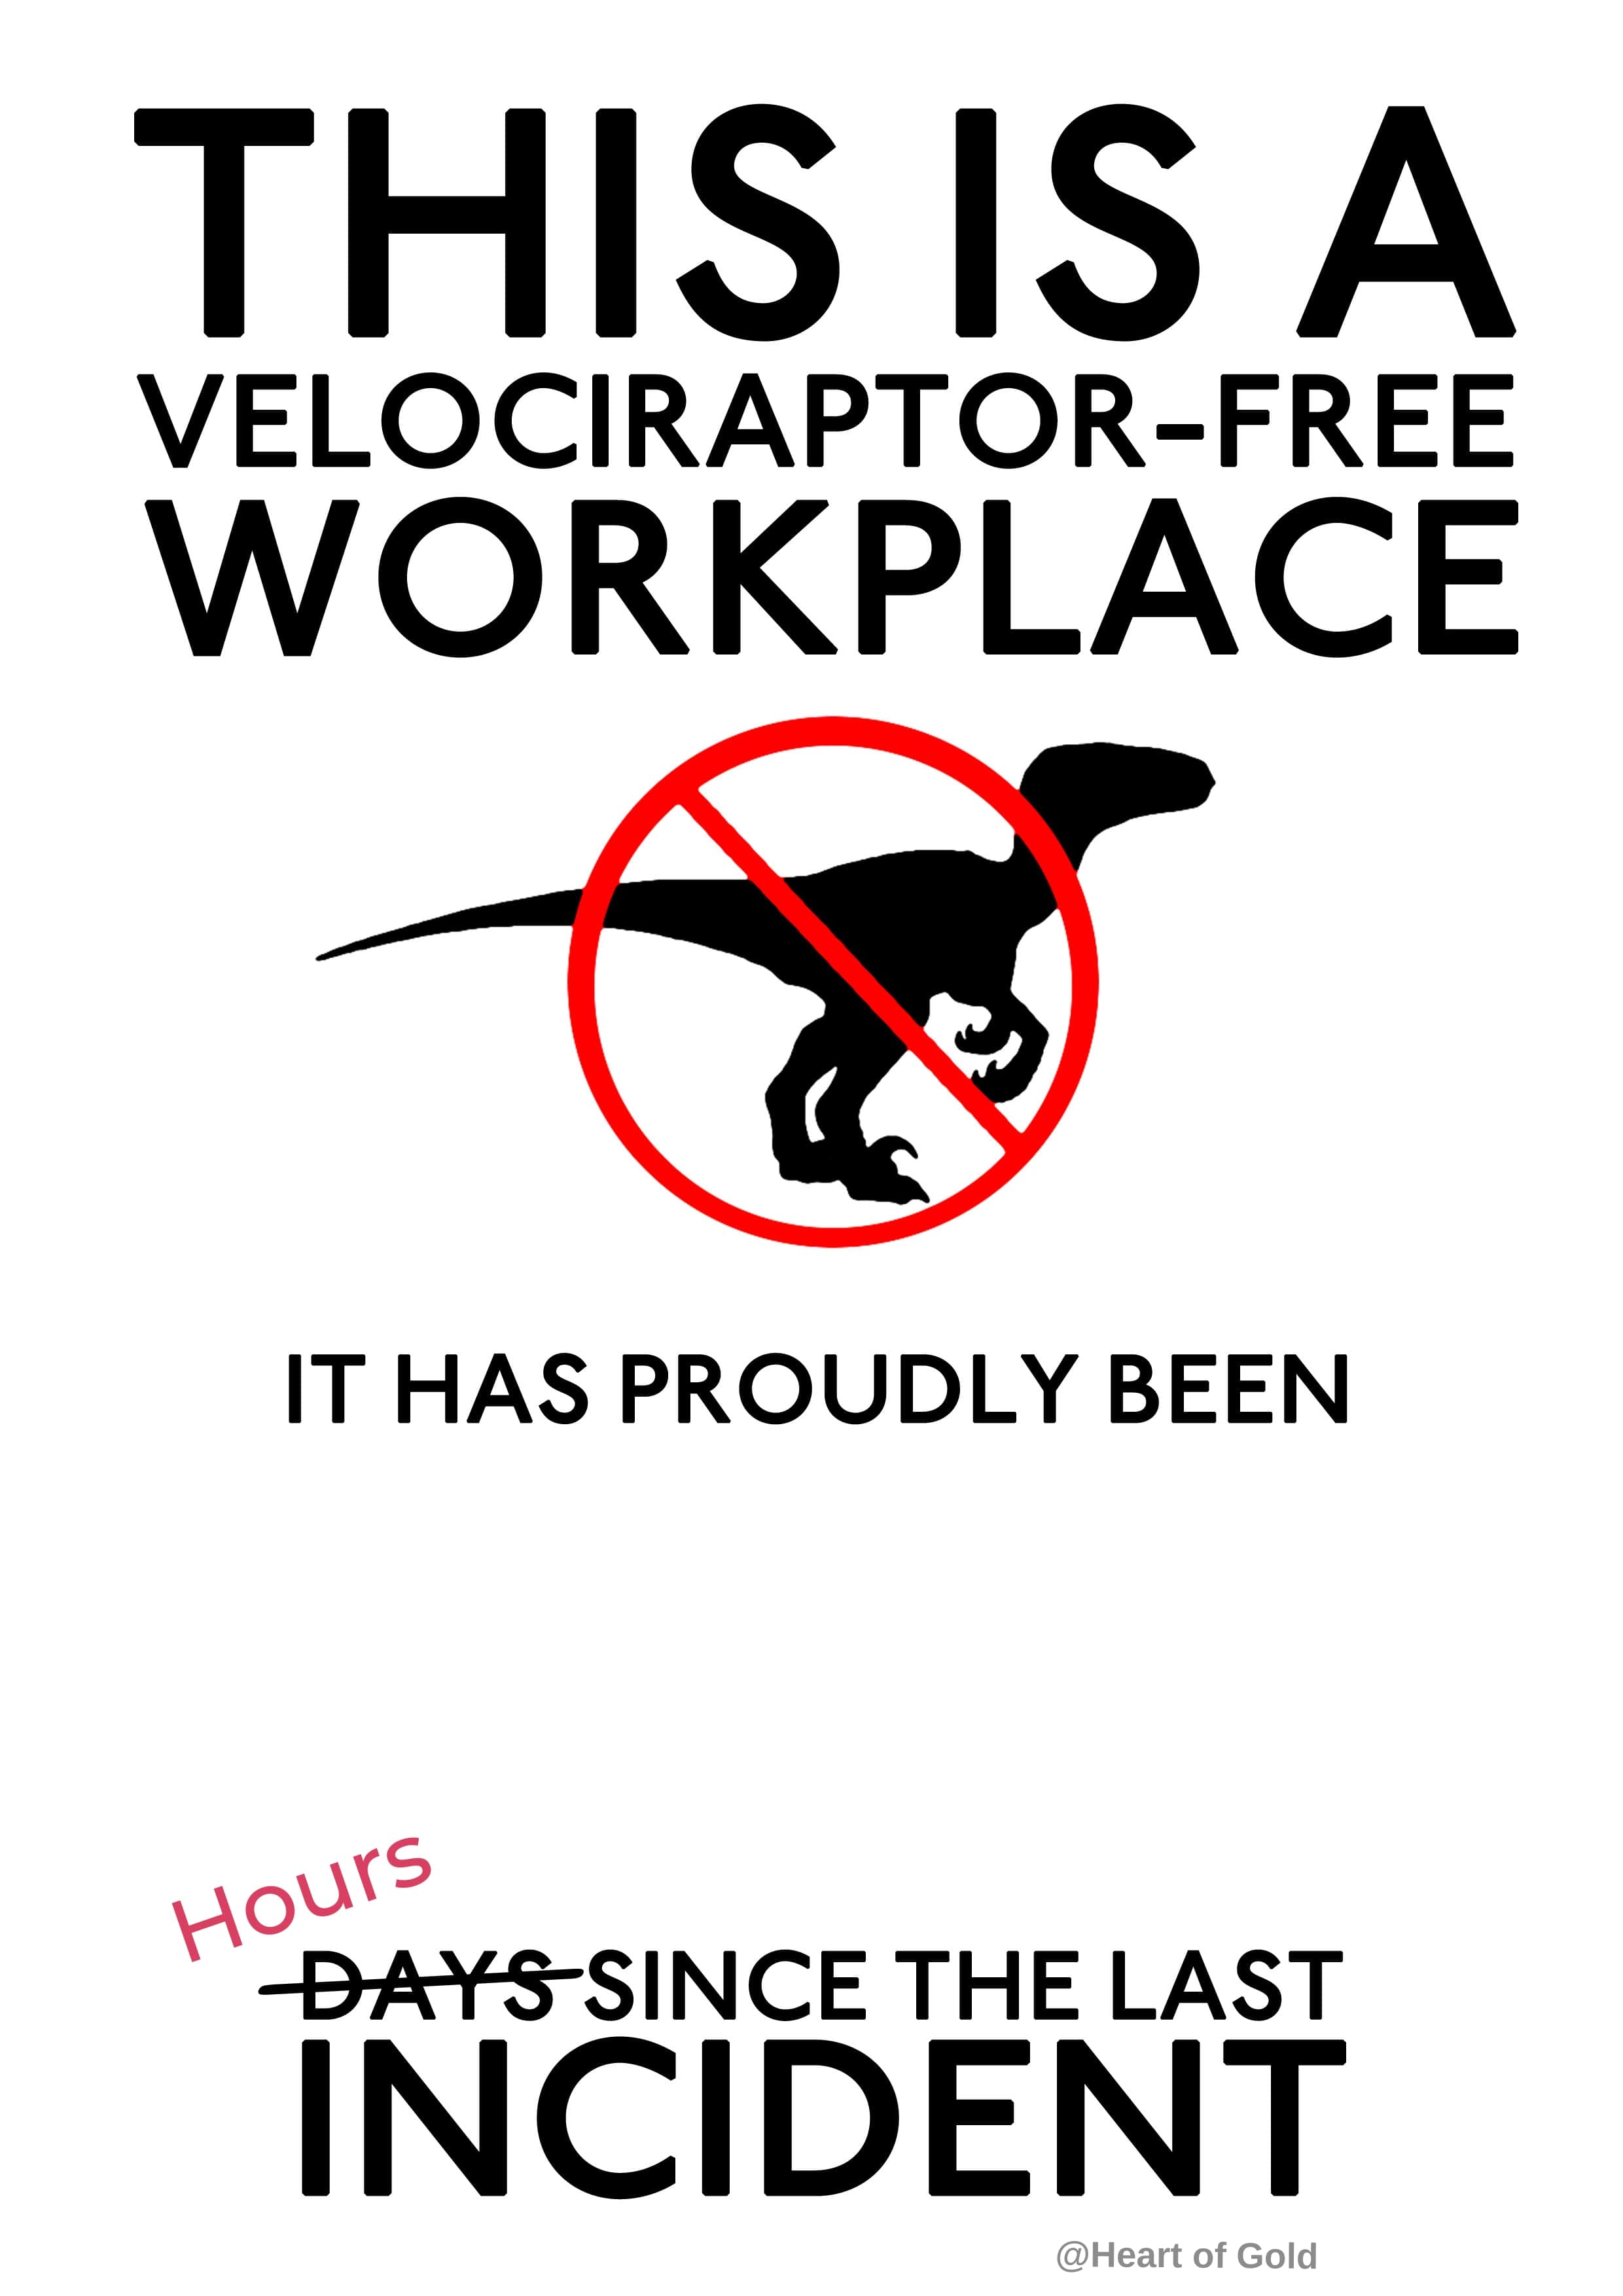 THIS IS A
VELOCIRAPTOR-FREE
WORKPLACE
IT HAS PROUDLY BEEN
Hours
DAYS SINCE THE LAST
INCIDENT
@Heart of Gold